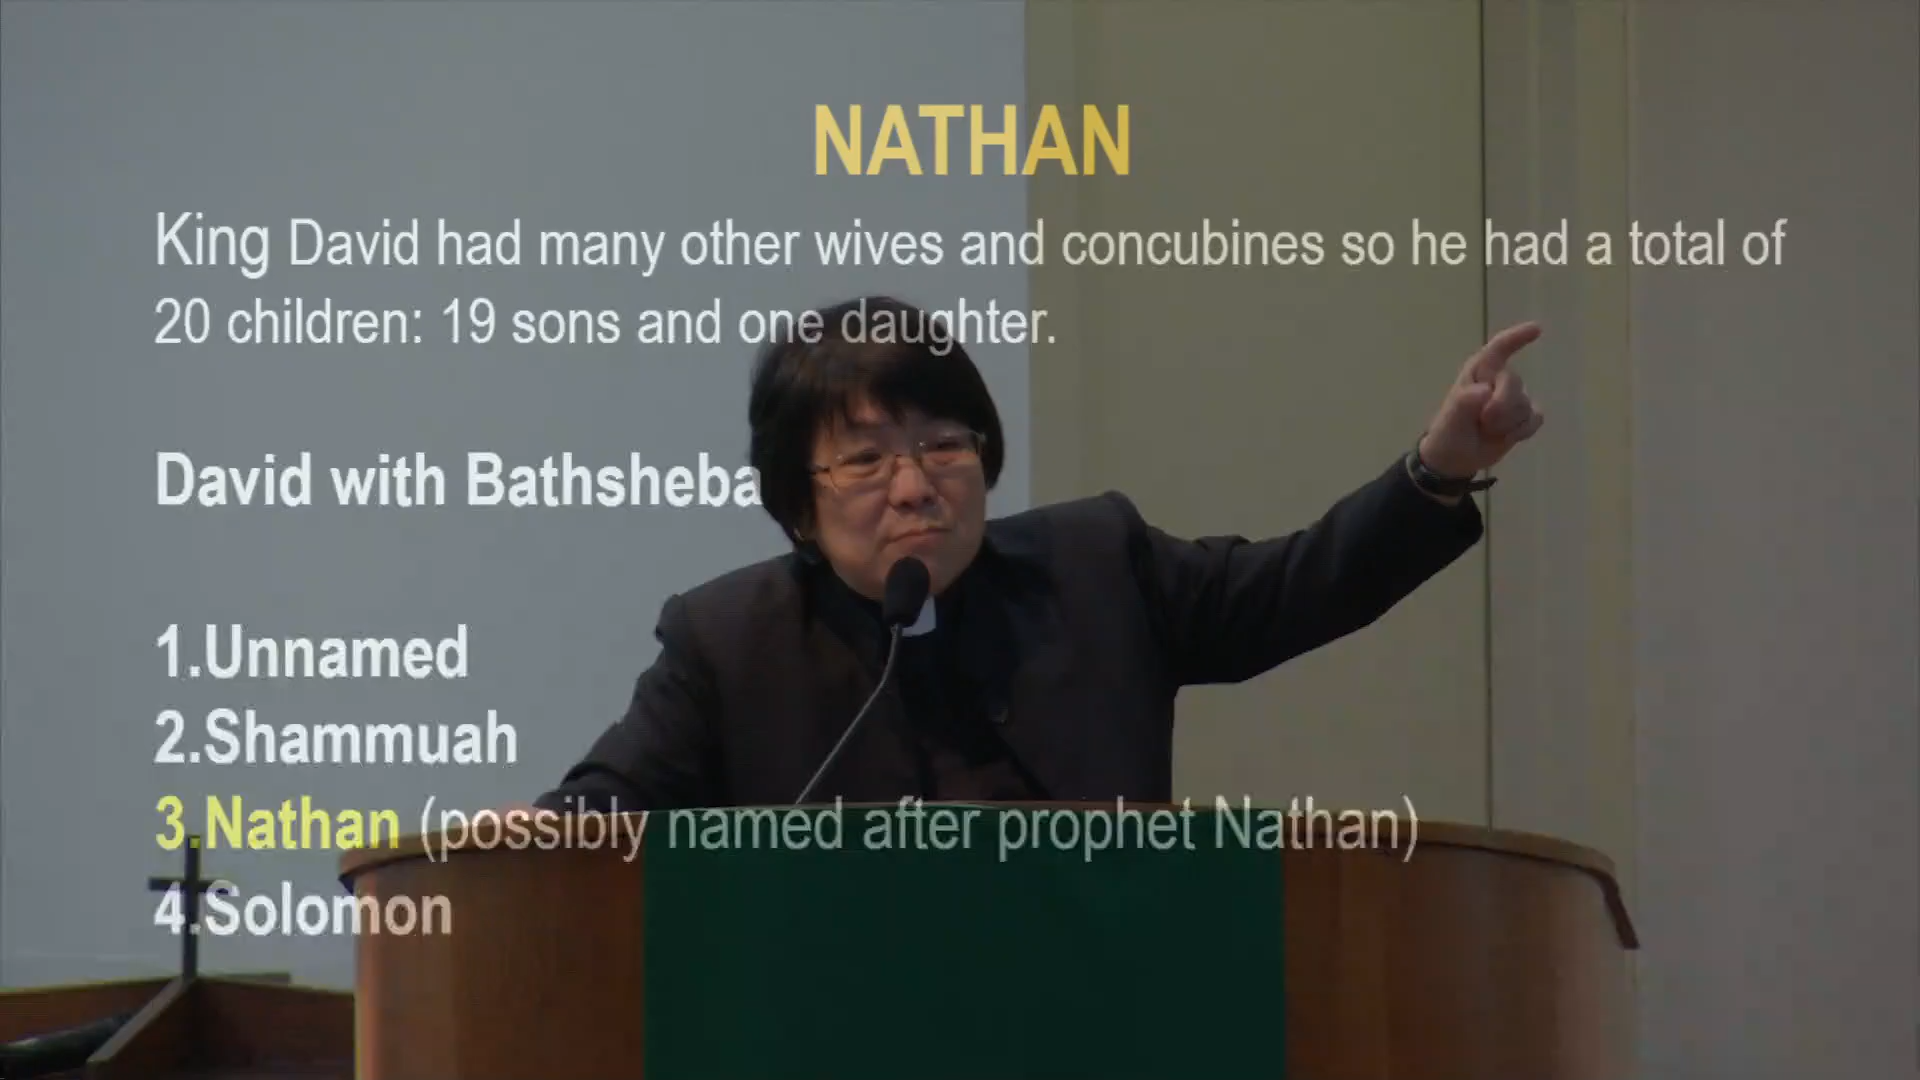 NATHAN
King David had many other wives and concubines so he had a total of
20 children: 19 sons and one daughter.
David with Bathsheba
1.Unnamed
2.Shammuah
3.Nathan (possibly named after prophet Nathan)
4.Solomon